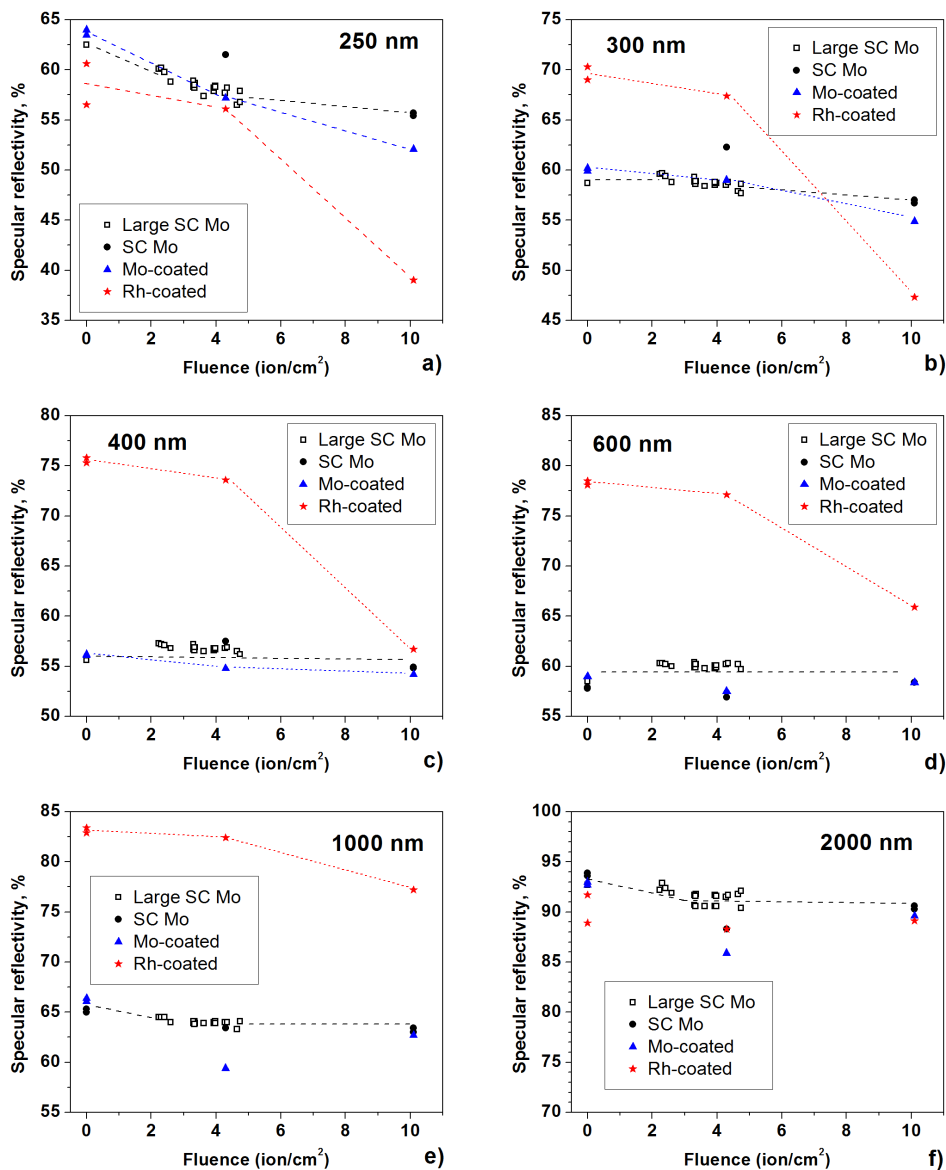 65
60
55
50
45
40
35
Specular reflectivity, %
250 nm
Large SC Mo
SC Mo
Mo-coated
Rh-coated
0 2 4 6 8 10
Fluence (ion/cm²)
a)
75
70
65
60
55
50
45
Specular reflectivity, %
300 nm
Large SC Mo
SC Mo
Mo-coated
Rh-coated
0 2 4 6 8 10
Fluence (ion/cm²)
b)
80
75
70
65
60
55
50
Specular reflectivity, %
400 nm
Large SC Mo
SC Mo
Mo-coated
Rh-coated
0 2 4 6 8 10
Fluence (ion/cm²)
c)
85
80
75
70
65
60
55
Specular reflectivity, %
600 nm
Large SC Mo
SC Mo
Mo-coated
Rh-coated
0 2 4 6 8 10
Fluence (ion/cm²)
d)
85
80
75
70
65
60
55
Specular reflectivity, %
1000 nm
Large SC Mo
SC Mo
Mo-coated
Rh-coated
0 2 4 6 8 10
Fluence (ion/cm²)
e)
100
95
90
85
80
75
70
Specular reflectivity, %
2000 nm
Large SC Mo
SC Mo
Mo-coated
Rh-coated
0 2 4 6 8 10
Fluence (ion/cm²)
f)